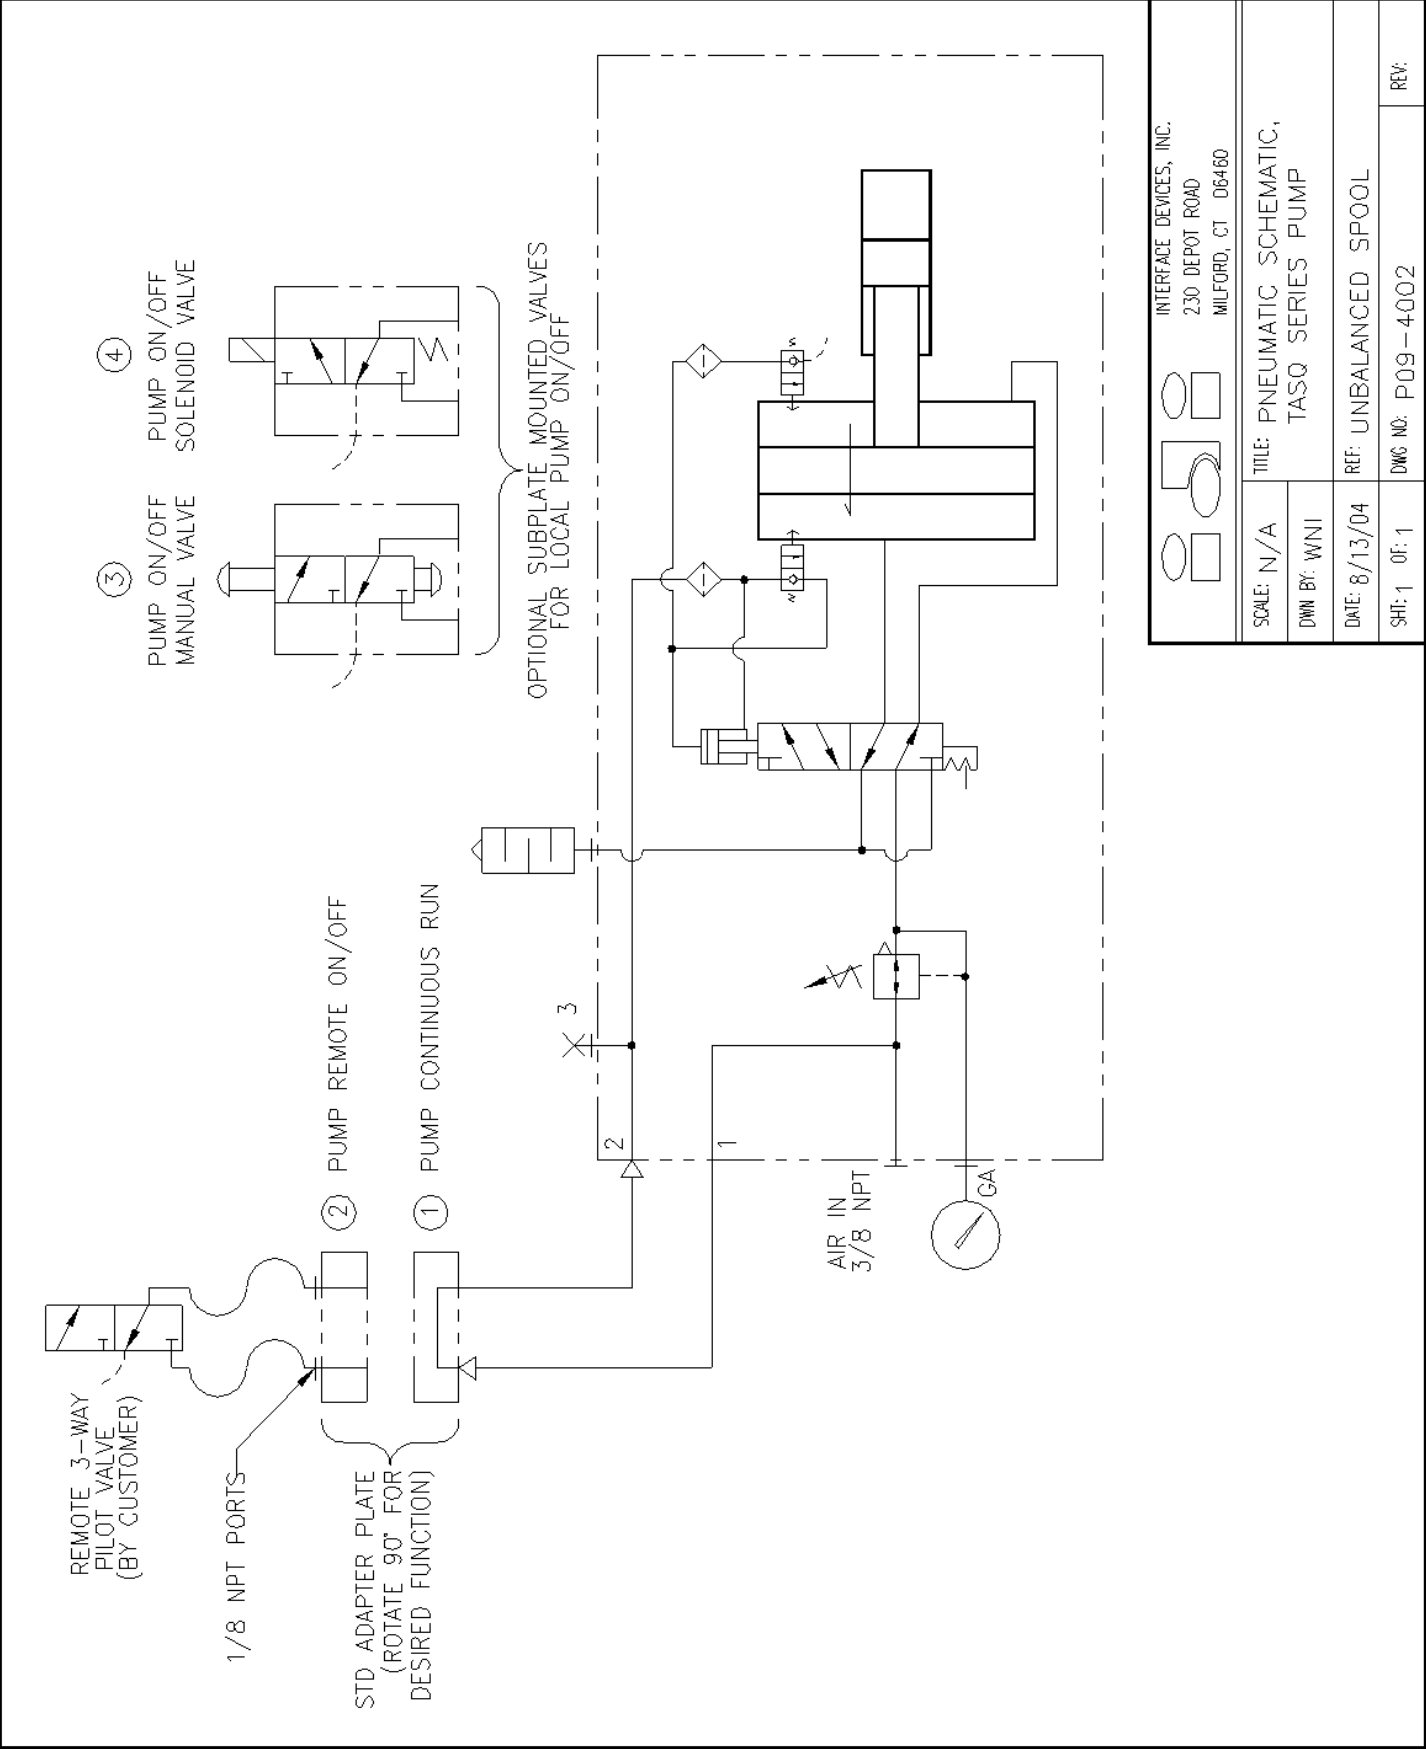 REMOTE 3-WAY
PILOT VALVE
(BY CUSTOMER)
1/8 NPT PORTS
STD ADAPTER PLATE
(ROTATE 90° FOR
DESIRED FUNCTION)
2 PUMP REMOTE ON/OFF
1 PUMP CONTINUOUS RUN
3
PUMP ON/OFF
MANUAL VALVE
4
PUMP ON/OFF
SOLENOID VALVE
OPTIONAL SUBPLATE MOUNTED VALVES
FOR LOCAL PUMP ON/OFF
3
2
1
AIR IN
3/8 NPT
GA
INTERFACE DEVICES, INC.
230 DEPOT ROAD
MILFORD, CT 06460
SCALE: N/A
TITLE: PNEUMATIC SCHEMATIC,
TASQ SERIES PUMP
DWN BY: WNI
DATE: 8/13/04
REF: UNBALANCED SPOOL
SHT: 1 OF: 1
DWG NO: P09-4002
REV: